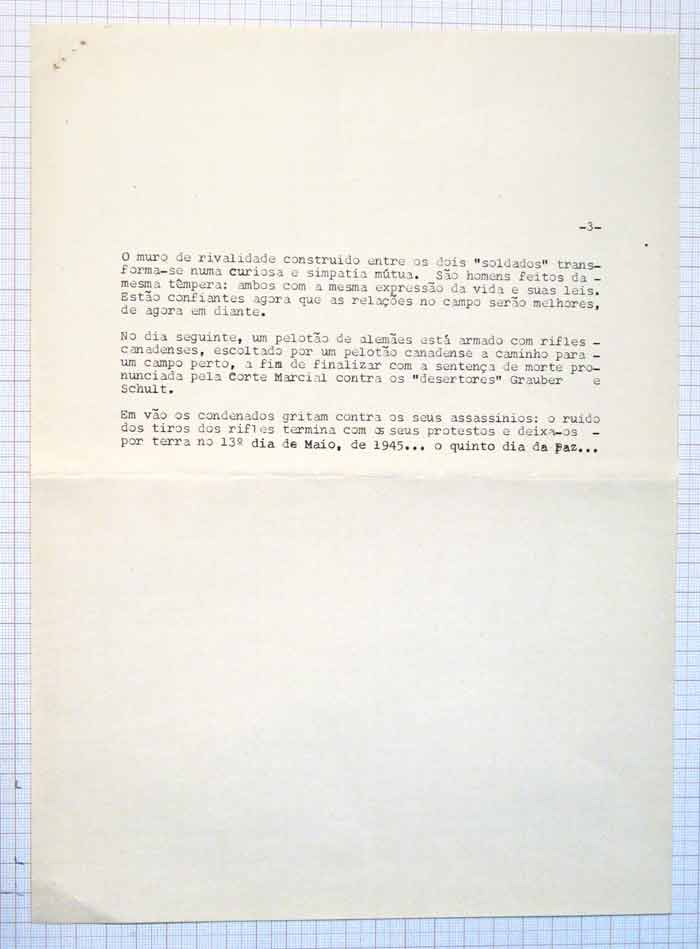 -3-
O muro de rivalidade construido entre os dois "soldados" trans-
forma-se numa curiosa e simpatia mútua. São homens feitos da -
mesma têmpera: ambos com a mesma expressão da vida e suas leis.
Estão confiantes agora que as relações no campo serão melhores,
de agora em diante.
No dia seguinte, um pelotão de alemães está armado com rifles -
canadenses, escoltado por um pelotão canadense a caminho para -
um campo perto, a fim de finalizar com a sentença de morte pro-
nunciada pela Corte Marcial contra os "desertores" Grauber e
Schult.
Em vão os condenados gritam contra os seus assassínios: o ruido
dos tiros dos rifles termina com os seus protestos e deixa-os -
por terra no 13º dia de Maio, de 1945... o quinto dia da paz...